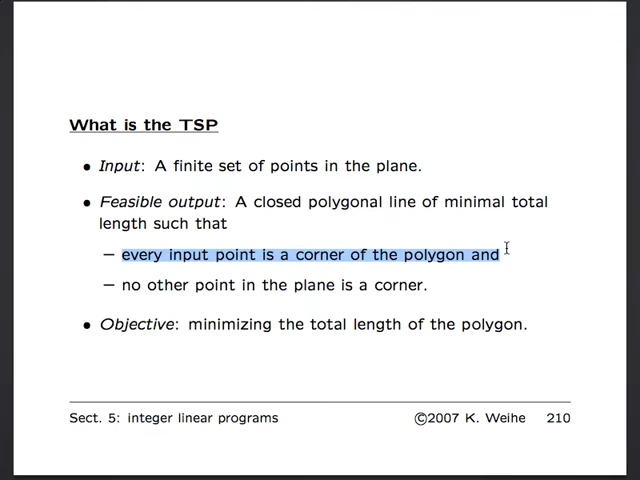 What is the TSP
• Input: A finite set of points in the plane.
• Feasible output: A closed polygonal line of minimal total
length such that
– every input point is a corner of the polygon and
– no other point in the plane is a corner.
• Objective: minimizing the total length of the polygon.
Sect. 5: integer linear programs ©2007 K. Weihe 210